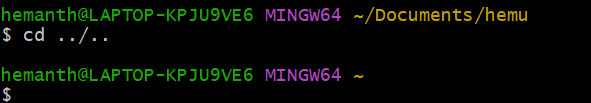 hemanth@LAPTOP-KPJU9VE6 MINGW64 ~/Documents/hemu
$ cd ../..
hemanth@LAPTOP-KPJU9VE6 MINGW64 ~
$